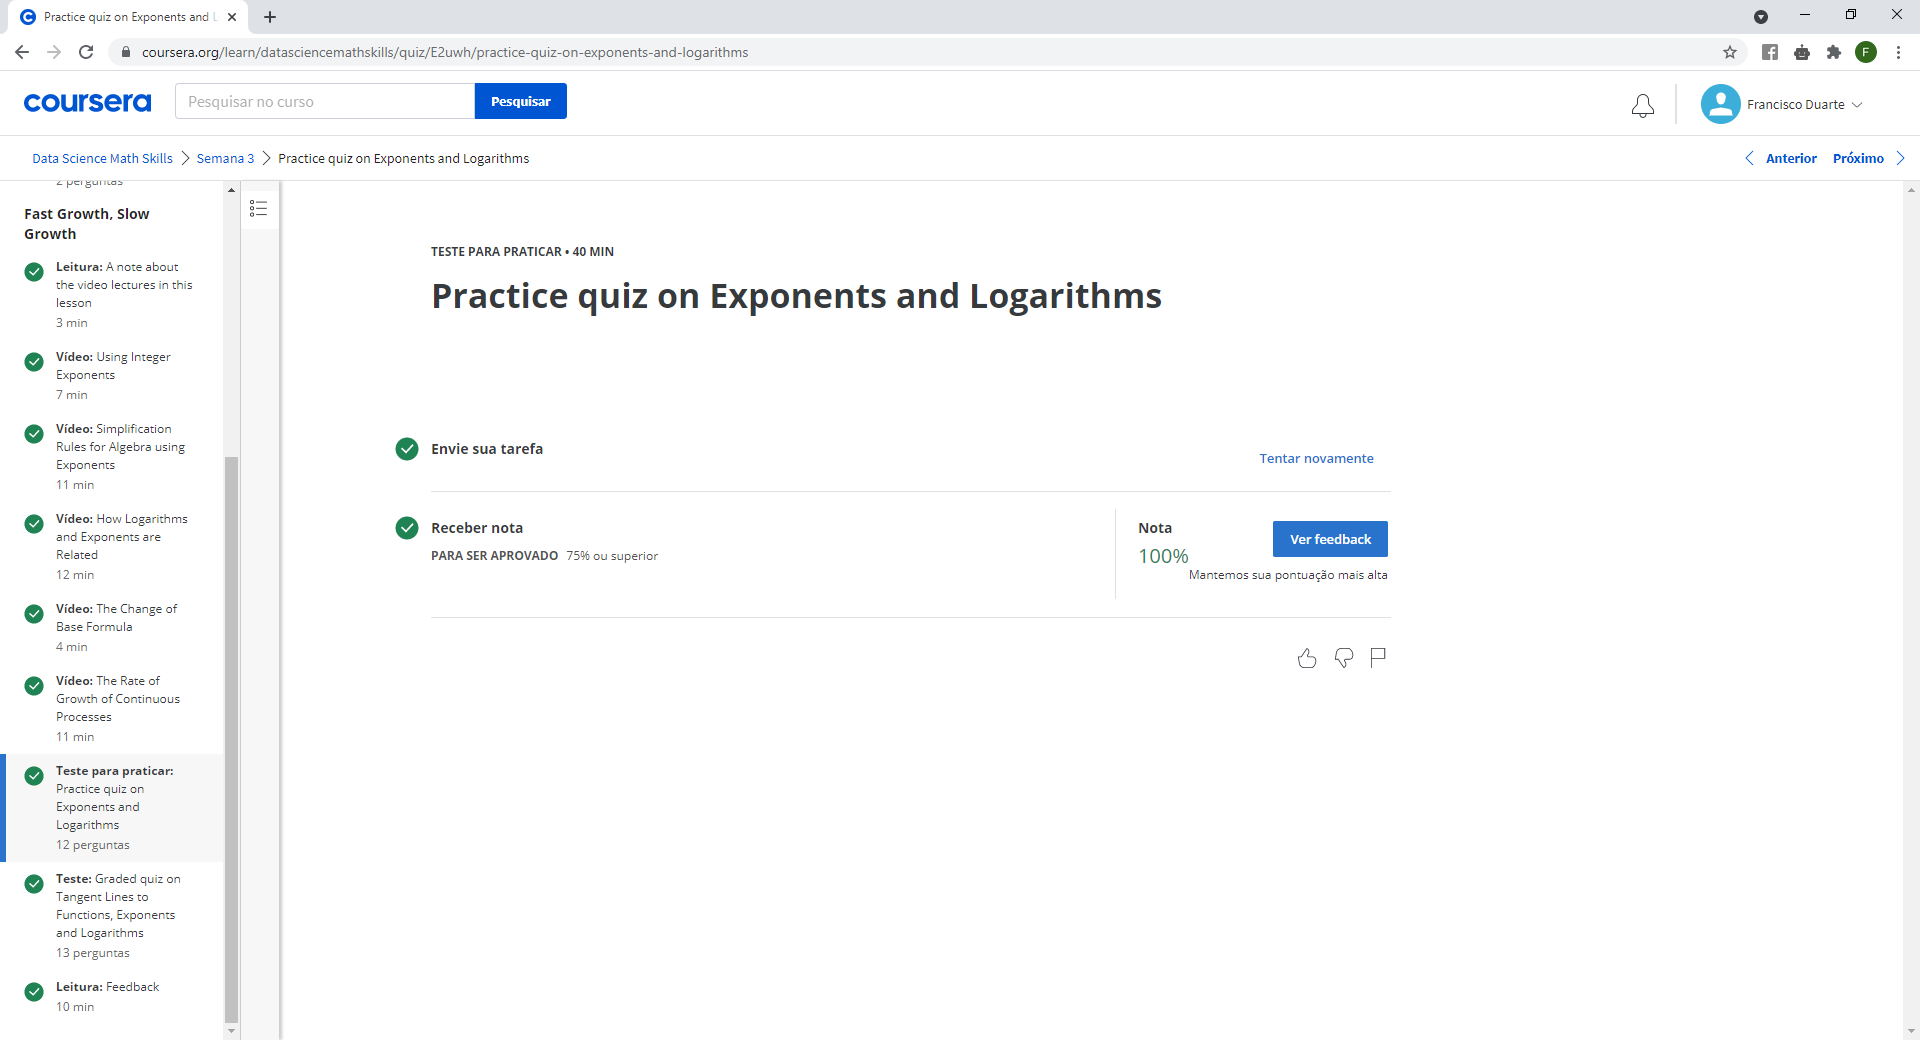 Practice quiz on Exponents and L
coursera.org/learn/datasciencemathskills/quiz/E2uwh/practice-quiz-on-exponents-and-logarithms
F
coursera
Pesquisar no curso
Pesquisar
Francisco Duarte
Data Science Math Skills
Semana 3
Practice quiz on Exponents and Logarithms
Anterior
Próximo
2 perguntas
Fast Growth, Slow
Growth
Leitura: A note about
the video lectures in this
lesson
3 min
Vídeo: Using Integer
Exponents
7 min
Vídeo: Simplification
Rules for Algebra using
Exponents
11 min
Vídeo: How Logarithms
and Exponents are
Related
12 min
Vídeo: The Change of
Base Formula
4 min
Vídeo: The Rate of
Growth of Continuous
Processes
11 min
Teste para praticar:
Practice quiz on
Exponents and
Logarithms
12 perguntas
Teste: Graded quiz on
Tangent Lines to
Functions, Exponents
and Logarithms
13 perguntas
Leitura: Feedback
10 min
TESTE PARA PRATICAR • 40 MIN
Practice quiz on Exponents and Logarithms
Envie sua tarefa
Tentar novamente
Receber nota
PARA SER APROVADO 75% ou superior
Nota
100%
Ver feedback
Mantemos sua pontuação mais alta